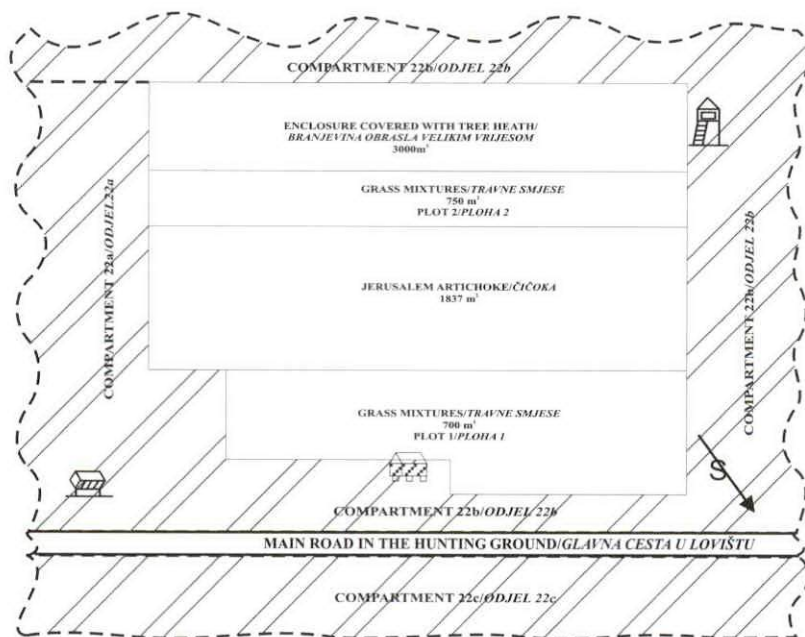 COMPARTMENT 22b/ODJEL 22b
ENCLOSURE COVERED WITH TREE HEATH/
BRANJEVINA OBRASLA VELIKIM VRIJESOM
3000m²
GRASS MIXTURES/TRAVNE SMJESE
750 m²
PLOT 2/PLOHA 2
COMPARTMENT 22a/ODJEL22a
JERUSALEM ARTICHOKE/ČIČOKA
1837 m²
COMPARTMENT 22b/ODJEL 22b
GRASS MIXTURES/TRAVNE SMJESE
700 m²
PLOT 1/PLOHA 1
S
COMPARTMENT 22b/ODJEL 22b
MAIN ROAD IN THE HUNTING GROUND/GLAVNA CESTA U LOVIŠTU
COMPARTMENT 22c/ODJEL 22c